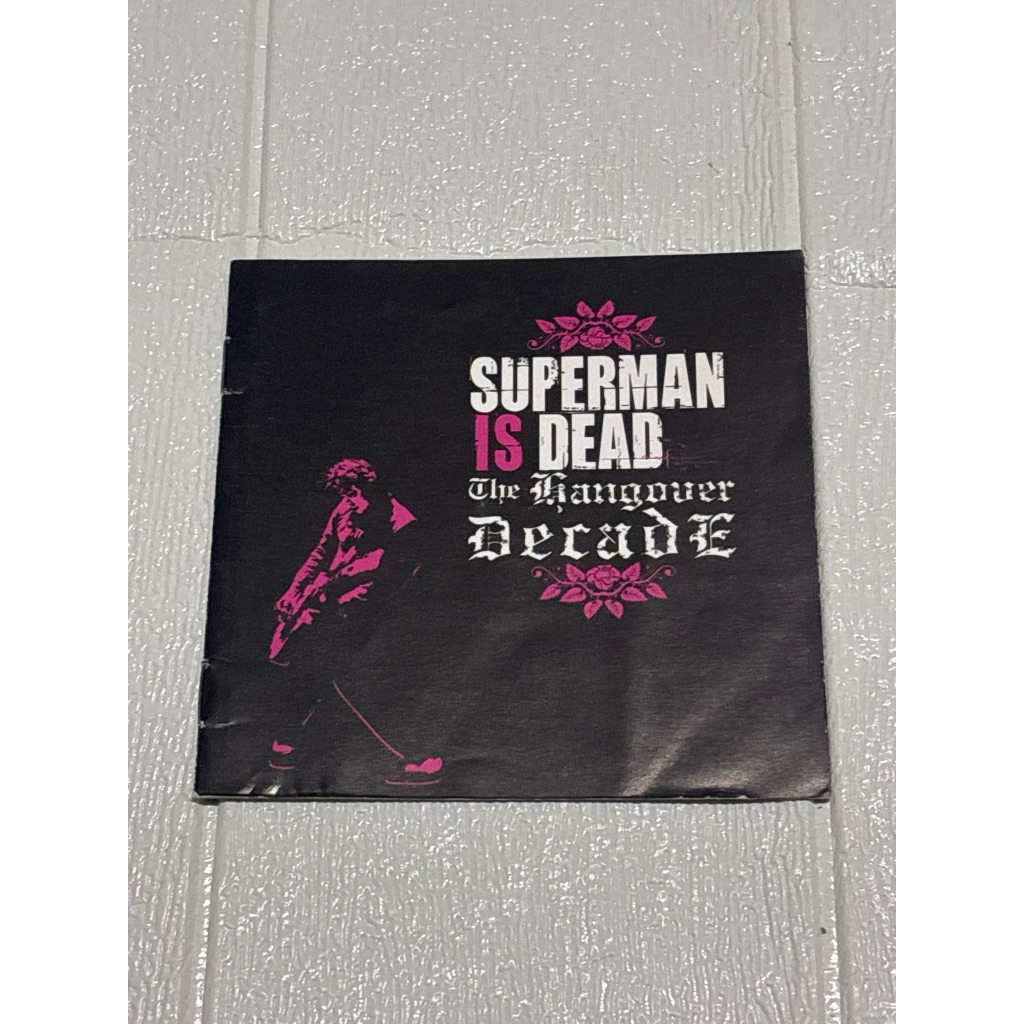 SUPERMAN
IS DEAD
The Hangover
DecadE